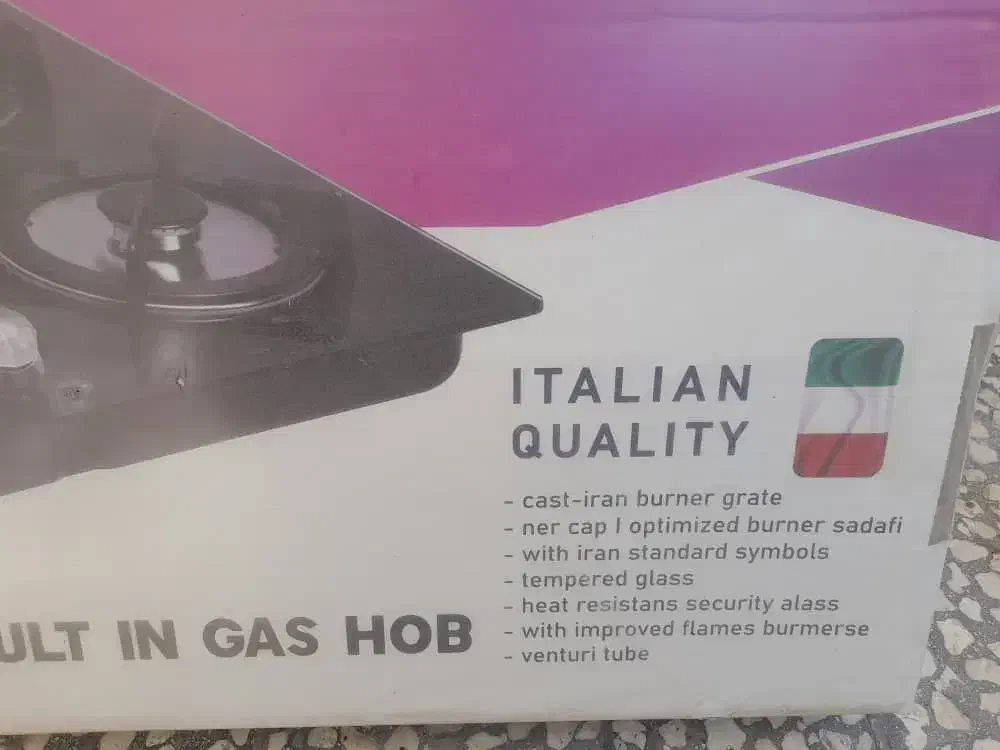 ITALIAN
QUALITY
- cast-iran burner grate
- ner cap I optimized burner sadafi
- with iran standard symbols
- tempered glass
- heat resistans security alass
- with improved flames burmerse
- venturi tube
ULT IN GAS HOB